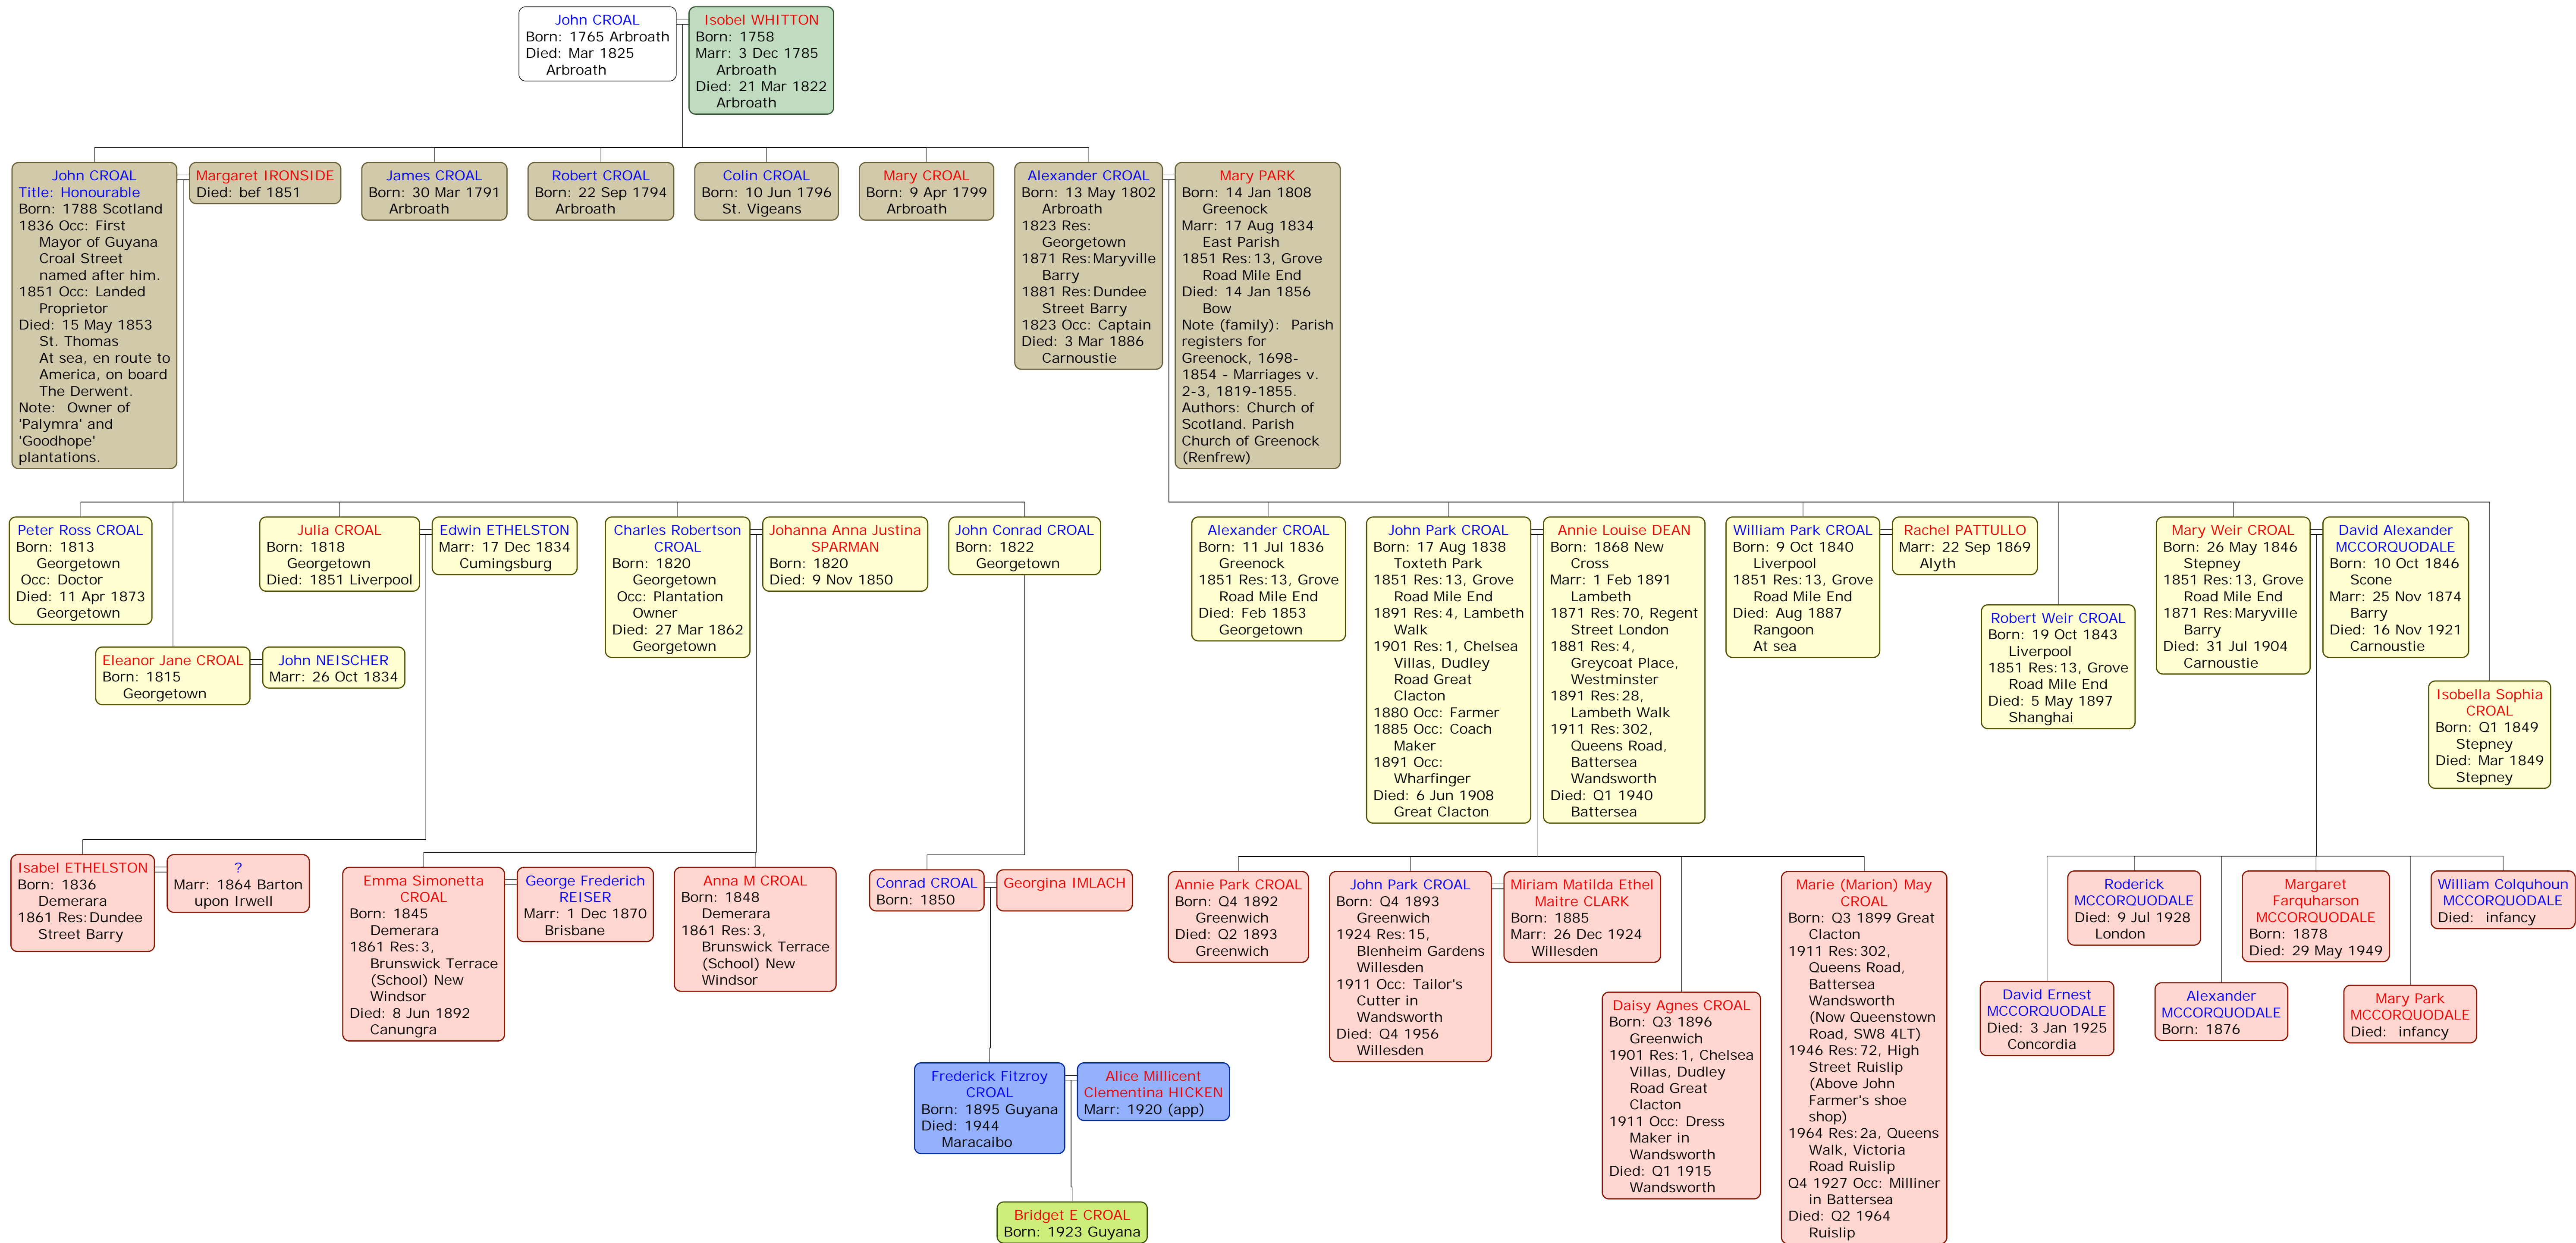 John CROAL
Born: 1765 Arbroath
Died: Mar 1825
Arbroath
Isobel WHITTON
Born: 1758
Marr: 3 Dec 1785
Arbroath
Died: 21 Mar 1822
Arbroath
John CROAL
Title: Honourable
Born: 1788 Scotland
1836 Occ: First
Mayor of Guyana
Croal Street
named after him.
1851 Occ: Landed
Proprietor
Died: 15 May 1853
St. Thomas
At sea, en route to
America, on board
The Derwent.
Note:  Owner of
'Palymra' and
'Goodhope'
plantations.
Margaret IRONSIDE
Died: bef 1851
James CROAL
Born: 30 Mar 1791
Arbroath
Robert CROAL
Born: 22 Sep 1794
Arbroath
Colin CROAL
Born: 10 Jun 1796
St. Vigeans
Mary CROAL
Born: 9 Apr 1799
Arbroath
Alexander CROAL
Born: 13 May 1802
Arbroath
1823 Res:
Georgetown
1871 Res:Maryville
Barry
1881 Res:Dundee
Street Barry
1823 Occ: Captain
Died: 3 Mar 1886
Carnoustie
Mary PARK
Born: 14 Jan 1808
Greenock
Marr: 17 Aug 1834
East Parish
1851 Res:13, Grove
Road Mile End
Died: 14 Jan 1856
Bow
Note (family):  Parish
registers for
Greenock, 1698-
1854 - Marriages v.
2-3, 1819-1855.
Authors: Church of
Scotland. Parish
Church of Greenock
(Renfrew)
Peter Ross CROAL
Born: 1813
Georgetown
Occ: Doctor
Died: 11 Apr 1873
Georgetown
Eleanor Jane CROAL
Born: 1815
Georgetown
John NEISCHER
Marr: 26 Oct 1834
Julia CROAL
Born: 1818
Georgetown
Died: 1851 Liverpool
Edwin ETHELSTON
Marr: 17 Dec 1834
Cumingsburg
Charles Robertson
CROAL
Born: 1820
Georgetown
Occ: Plantation
Owner
Died: 27 Mar 1862
Georgetown
Johanna Anna Justina
SPARMAN
Born: 1820
Died: 9 Nov 1850
John Conrad CROAL
Born: 1822
Georgetown
Alexander CROAL
Born: 11 Jul 1836
Greenock
1851 Res:13, Grove
Road Mile End
Died: Feb 1853
Georgetown
John Park CROAL
Born: 17 Aug 1838
Toxteth Park
1851 Res:13, Grove
Road Mile End
1891 Res:4, Lambeth
Walk
1901 Res:1, Chelsea
Villas, Dudley
Road Great
Clacton
1880 Occ: Farmer
1885 Occ: Coach
Maker
1891 Occ:
Wharfinger
Died: 6 Jun 1908
Great Clacton
Annie Louise DEAN
Born: 1868 New
Cross
Marr: 1 Feb 1891
Lambeth
1871 Res:70, Regent
Street London
1881 Res:4,
Greycoat Place,
Westminster
1891 Res:28,
Lambeth Walk
1911 Res:302,
Queens Road,
Battersea
Wandsworth
Died: Q1 1940
Battersea
William Park CROAL
Born: 9 Oct 1840
Liverpool
1851 Res:13, Grove
Road Mile End
Died: Aug 1887
Rangoon
At sea
Rachel PATTULLO
Marr: 22 Sep 1869
Alyth
Robert Weir CROAL
Born: 19 Oct 1843
Liverpool
1851 Res:13, Grove
Road Mile End
Died: 5 May 1897
Shanghai
Mary Weir CROAL
Born: 26 May 1846
Stepney
1851 Res:13, Grove
Road Mile End
1871 Res:Maryville
Barry
Died: 31 Jul 1904
Carnoustie
David Alexander
MCCORQUODALE
Born: 10 Oct 1846
Scone
Marr: 25 Nov 1874
Barry
Died: 16 Nov 1921
Carnoustie
Isobella Sophia
CROAL
Born: Q1 1849
Stepney
Died: Mar 1849
Stepney
Isabel ETHELSTON
Born: 1836
Demerara
1861 Res:Dundee
Street Barry
?
Marr: 1864 Barton
upon Irwell
Emma Simonetta
CROAL
Born: 1845
Demerara
1861 Res:3,
Brunswick Terrace
(School) New
Windsor
Died: 8 Jun 1892
Canungra
George Frederich
REISER
Marr: 1 Dec 1870
Brisbane
Anna M CROAL
Born: 1848
Demerara
1861 Res:3,
Brunswick Terrace
(School) New
Windsor
Conrad CROAL
Born: 1850
Georgina IMLACH
Annie Park CROAL
Born: Q4 1892
Greenwich
Died: Q2 1893
Greenwich
John Park CROAL
Born: Q4 1893
Greenwich
1924 Res:15,
Blenheim Gardens
Willesden
1911 Occ: Tailor's
Cutter in
Wandsworth
Died: Q4 1956
Willesden
Miriam Matilda Ethel
Maitre CLARK
Born: 1885
Marr: 26 Dec 1924
Willesden
Daisy Agnes CROAL
Born: Q3 1896
Greenwich
1901 Res:1, Chelsea
Villas, Dudley
Road Great
Clacton
1911 Occ: Dress
Maker in
Wandsworth
Died: Q1 1915
Wandsworth
Marie (Marion) May
CROAL
Born: Q3 1899 Great
Clacton
1911 Res:302,
Queens Road,
Battersea
Wandsworth
(Now Queenstown
Road, SW8 4LT)
1946 Res:72, High
Street Ruislip
(Above John
Farmer's shoe
shop)
1964 Res:2a, Queens
Walk, Victoria
Road Ruislip
Q4 1927 Occ: Milliner
in Battersea
Died: Q2 1964
Ruislip
David Ernest
MCCORQUODALE
Died: 3 Jan 1925
Concordia
Roderick
MCCORQUODALE
Died: 9 Jul 1928
London
Alexander
MCCORQUODALE
Born: 1876
Margaret
Farquharson
MCCORQUODALE
Born: 1878
Died: 29 May 1949
Mary Park
MCCORQUODALE
Died:  infancy
William Colquhoun
MCCORQUODALE
Died:  infancy
Frederick Fitzroy
CROAL
Born: 1895 Guyana
Died: 1944
Maracaibo
Alice Millicent
Clementina HICKEN
Marr: 1920 (app)
Bridget E CROAL
Born: 1923 Guyana